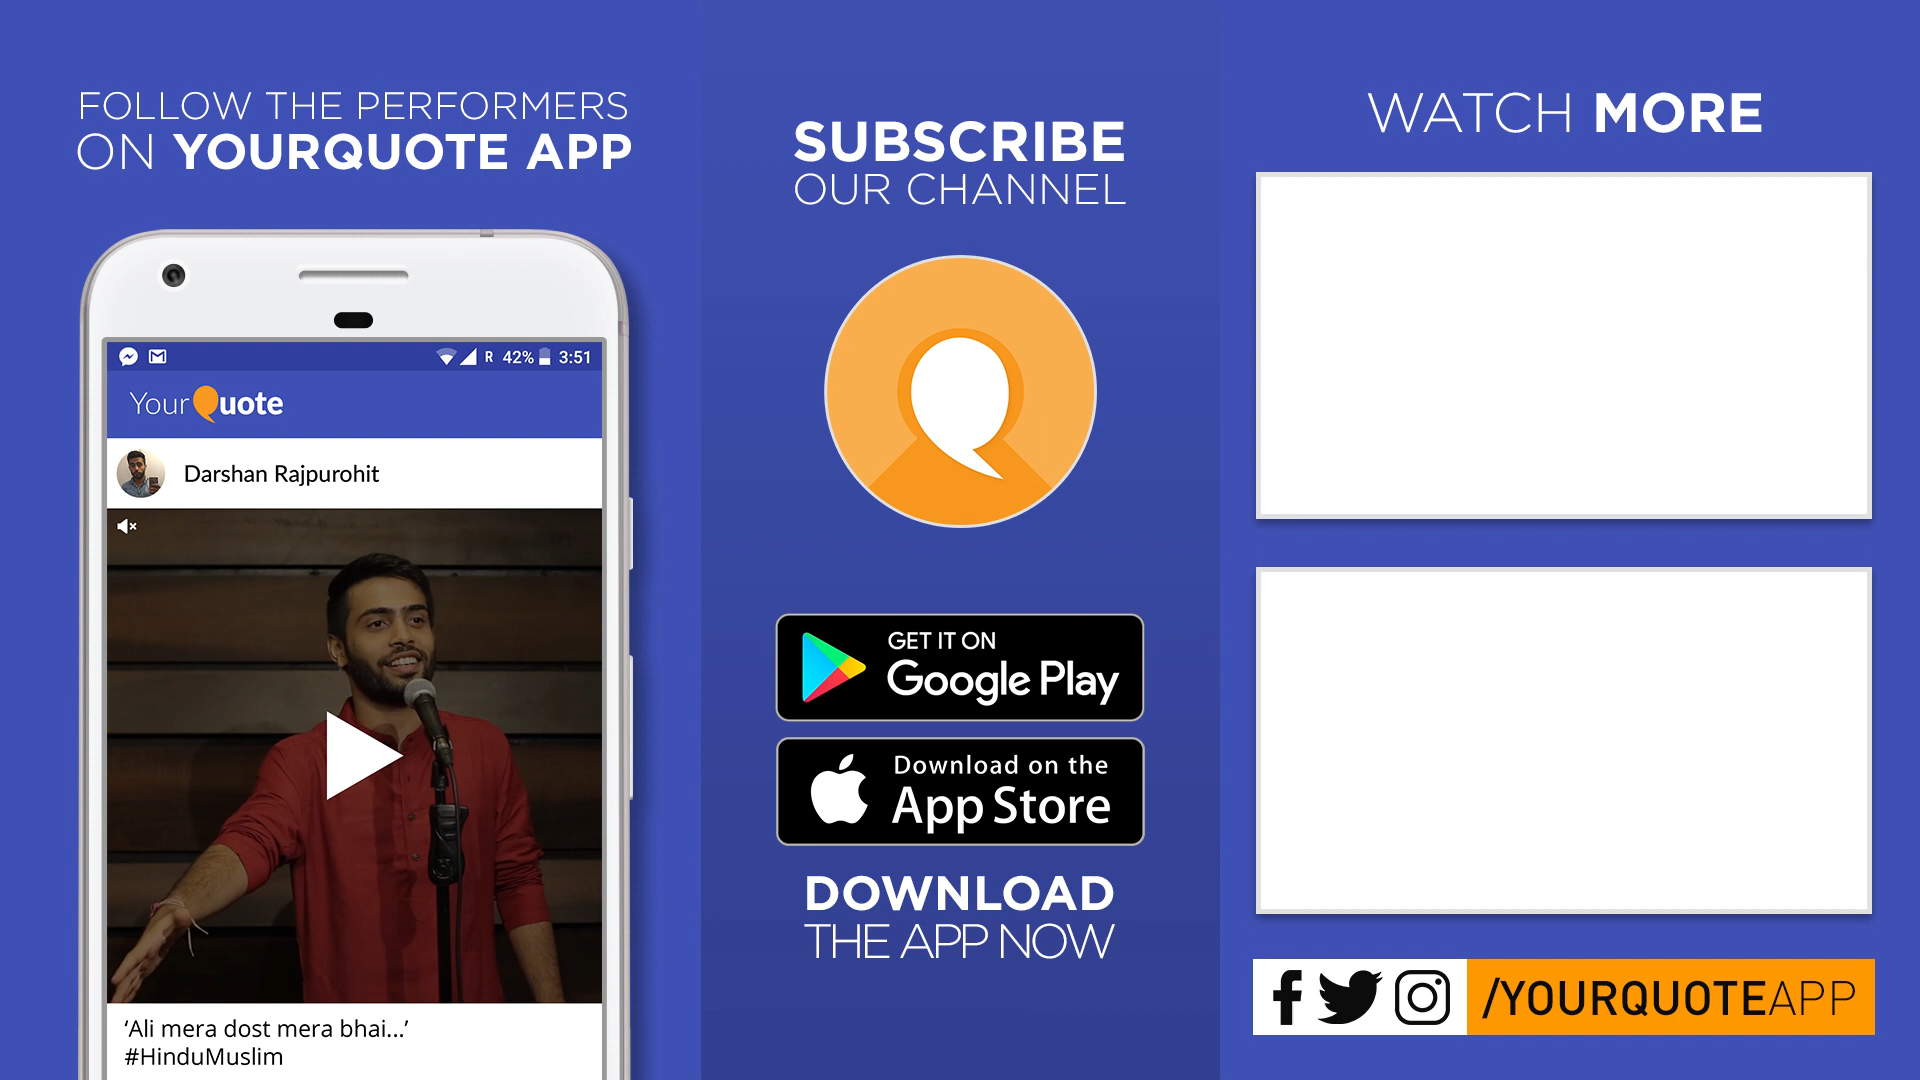 FOLLOW THE PERFORMERS
ON YOURQUOTE APP
R 42% 3:51
YourQuote
Darshan Rajpurohit
‘Ali mera dost mera bhai...’
#HinduMuslim
SUBSCRIBE
OUR CHANNEL
GET IT ON
Google Play
Download on the
App Store
DOWNLOAD
THE APP NOW
WATCH MORE
/YOURQUOTEAPP